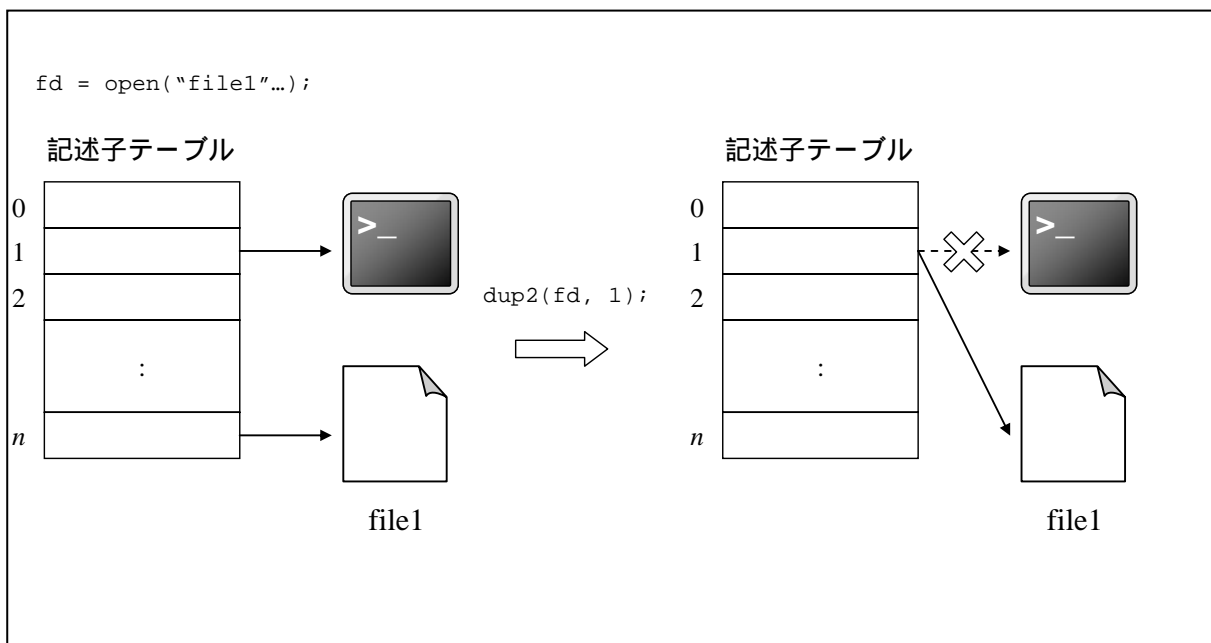 fd = open(“file1”…);
記述子テーブル
0
1
2
:
n
>_
file1
dup2(fd, 1);
記述子テーブル
0
1
2
:
n
>_
file1